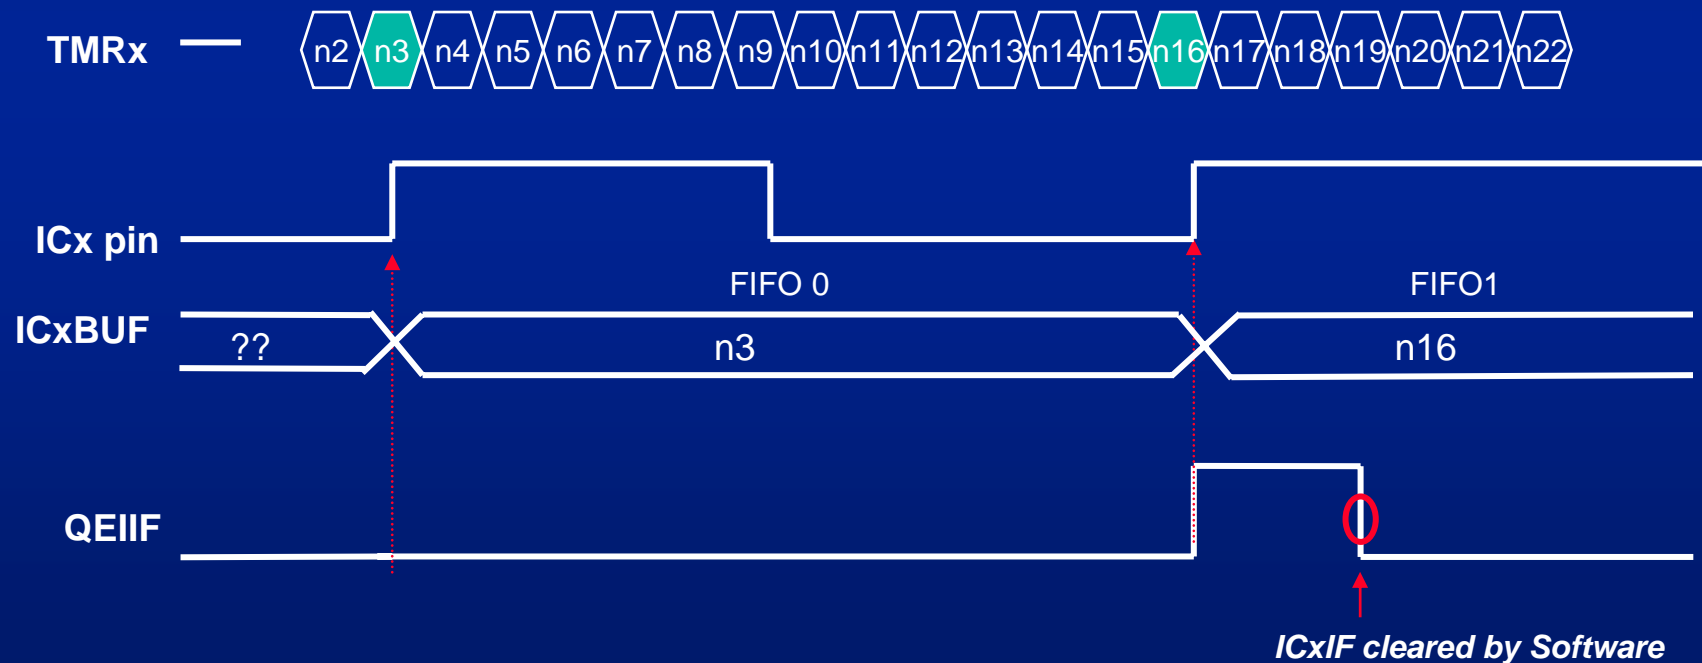 TMRx n2 n3 n4 n5 n6 n7 n8 n9 n10 n11 n12 n13 n14 n15 n16 n17 n18 n19 n20 n21 n22
ICx pin
FIFO 0 FIFO1
ICxBUF ?? n3 n16
QEIIF
ICxIF cleared by Software